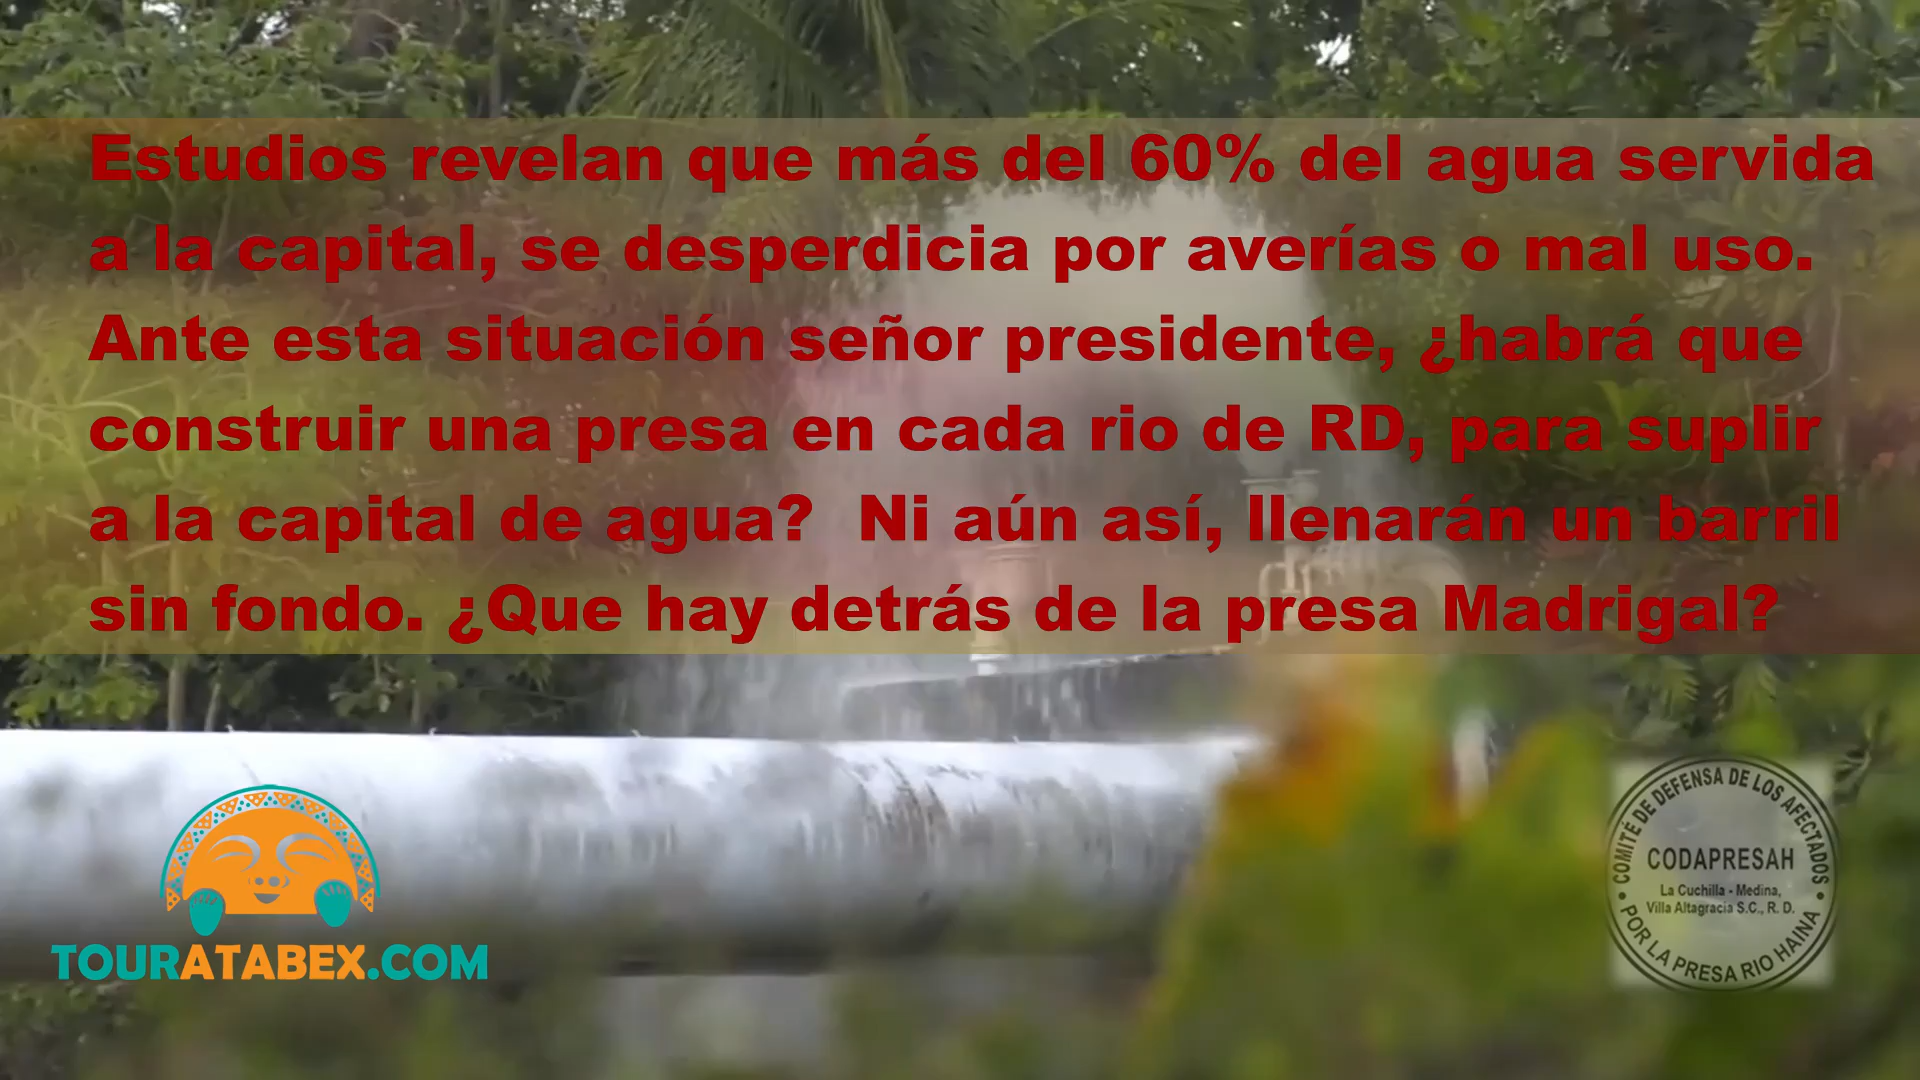 Estudios revelan que más del 60% del agua servida
a la capital, se desperdicia por averías o mal uso.
Ante esta situación señor presidente, ¿habrá que
construir una presa en cada rio de RD, para suplir
a la capital de agua?  Ni aún así, llenarán un barril
sin fondo. ¿Que hay detrás de la presa Madrigal?
TOURATABEX.COM
COMITÉ DE DEFENSA DE LOS AFECTADOS
CODAPRESAH
La Cuchilla - Medina,
Villa Altagracia S.C., R. D.
POR LA PRESA RIO HAINA